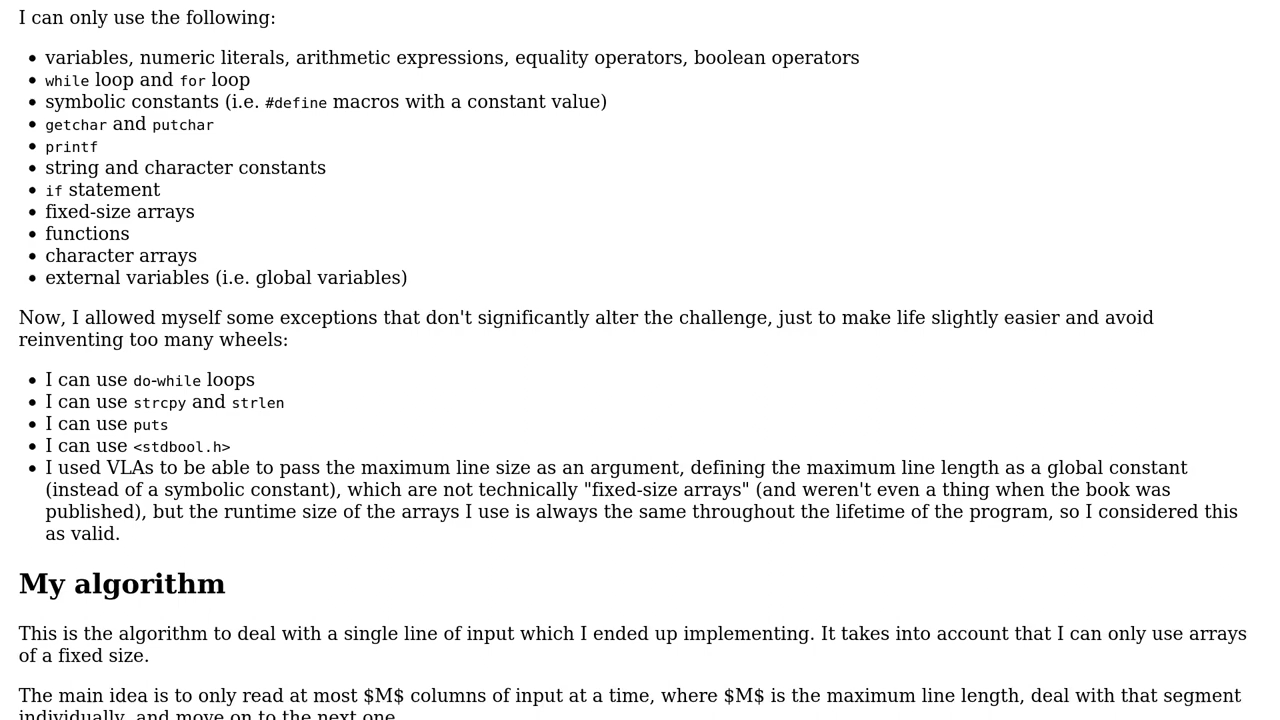 I can only use the following:
• variables, numeric literals, arithmetic expressions, equality operators, boolean operators
• while loop and for loop
• symbolic constants (i.e. #define macros with a constant value)
• getchar and putchar
• printf
• string and character constants
• if statement
• fixed-size arrays
• functions
• character arrays
• external variables (i.e. global variables)
Now, I allowed myself some exceptions that don't significantly alter the challenge, just to make life slightly easier and avoid
reinventing too many wheels:
• I can use do-while loops
• I can use strcpy and strlen
• I can use puts
• I can use <stdbool.h>
• I used VLAs to be able to pass the maximum line size as an argument, defining the maximum line length as a global constant
(instead of a symbolic constant), which are not technically "fixed-size arrays" (and weren't even a thing when the book was
published), but the runtime size of the arrays I use is always the same throughout the lifetime of the program, so I considered this
as valid.
My algorithm
This is the algorithm to deal with a single line of input which I ended up implementing. It takes into account that I can only use arrays
of a fixed size.
The main idea is to only read at most $M$ columns of input at a time, where $M$ is the maximum line length, deal with that segment
individually, and move on to the next one.